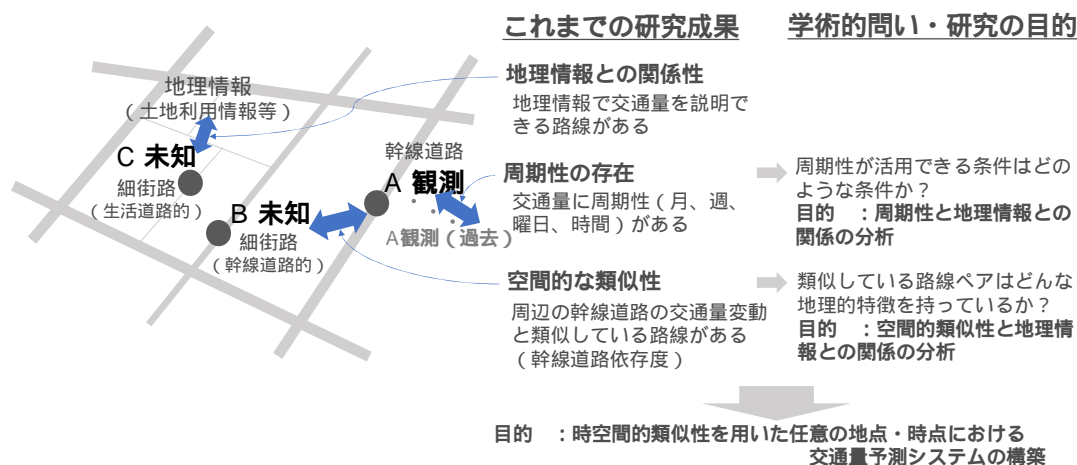 これまでの研究成果
学術的問い・研究の目的
地理情報
(土地利用情報等)
C 未知
細街路
(生活道路的)
B 未知
細街路
(幹線道路的)
幹線道路
A 観測
A観測(過去)
地理情報との関係性
地理情報で交通量を説明で
きる路線がある
周期性の存在
交通量に周期性(月、週、
曜日、時間)がある
周期性が活用できる条件はどの
ような条件か?
目的 :周期性と地理情報との
関係の分析
空間的な類似性
周辺の幹線道路の交通量変動
と類似している路線がある
(幹線道路依存度)
類似している路線ペアはどんな
地理的特徴を持っているか?
目的 :空間的類似性と地理情
報との関係の分析
目的 :時空間的類似性を用いた任意の地点・時点における
交通量予測システムの構築